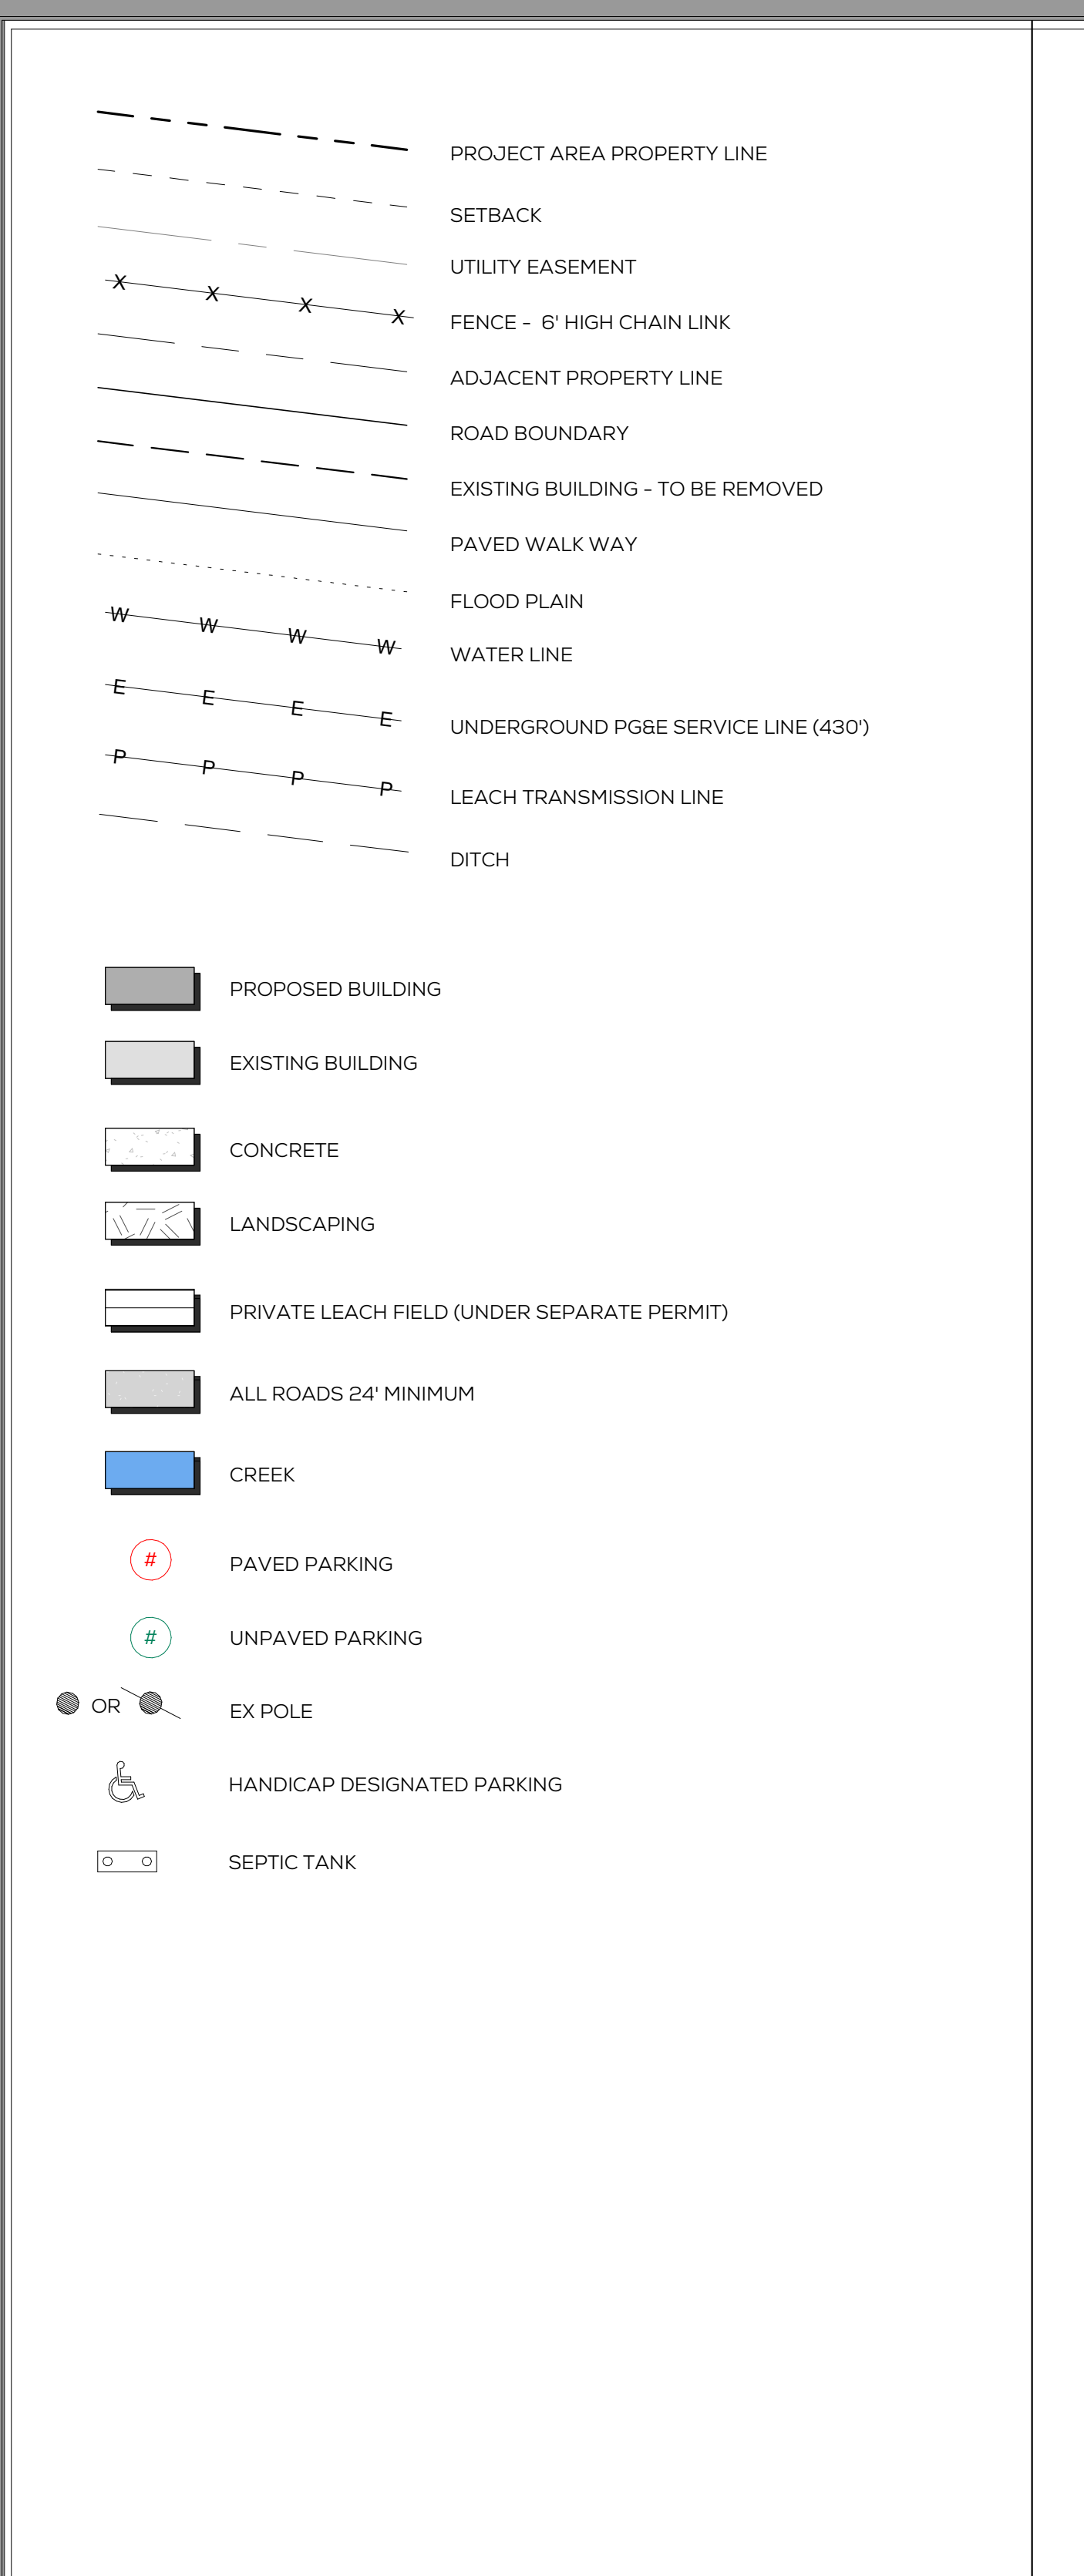 PROJECT AREA PROPERTY LINE
SETBACK
UTILITY EASEMENT
X X X X FENCE - 6' HIGH CHAIN LINK
ADJACENT PROPERTY LINE
ROAD BOUNDARY
EXISTING BUILDING - TO BE REMOVED
PAVED WALK WAY
FLOOD PLAIN
W W W W WATER LINE
E E E E UNDERGROUND PG&E SERVICE LINE (430')
P P P P LEACH TRANSMISSION LINE
DITCH
PROPOSED BUILDING
EXISTING BUILDING
CONCRETE
LANDSCAPING
PRIVATE LEACH FIELD (UNDER SEPARATE PERMIT)
ALL ROADS 24' MINIMUM
CREEK
# PAVED PARKING
# UNPAVED PARKING
OR EX POLE
HANDICAP DESIGNATED PARKING
SEPTIC TANK